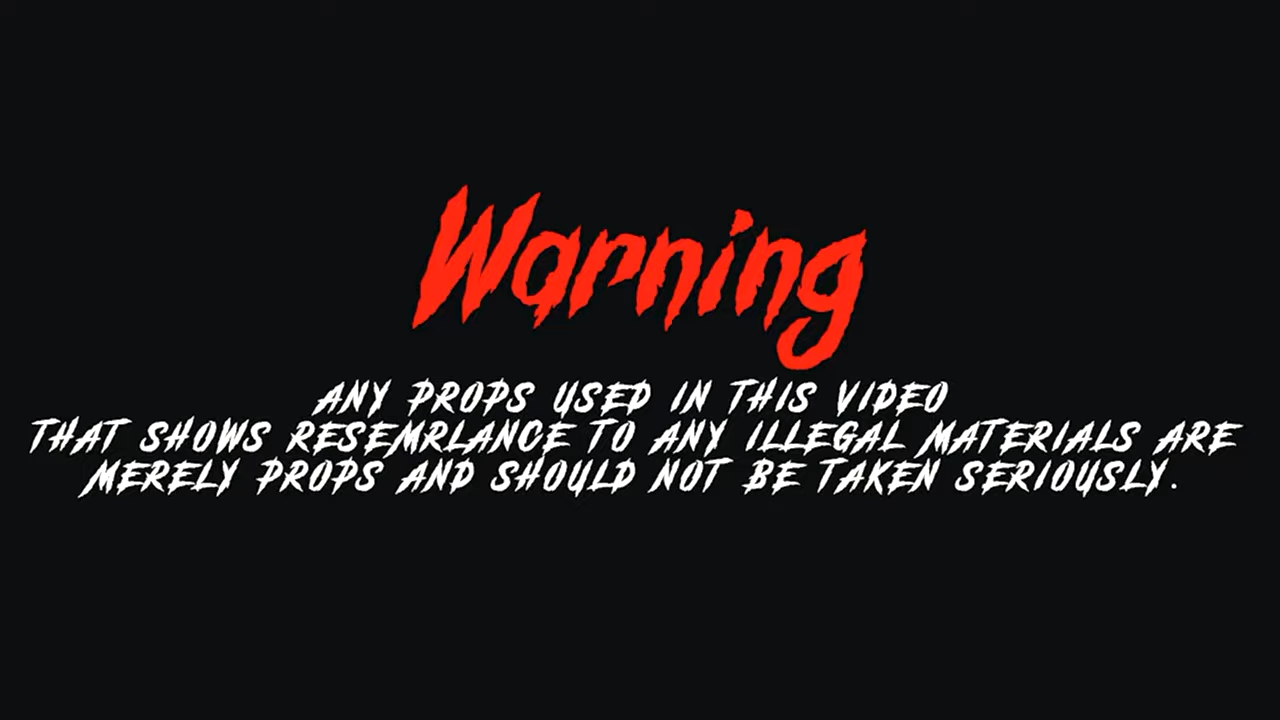 Warning
ANY PROPS USED IN THIS VIDEO
THAT SHOWS RESEMRLANCE TO ANY ILLEGAL MATERIALS ARE
MERELY PROPS AND SHOULD NOT BE TAKEN SERIOUSLY.